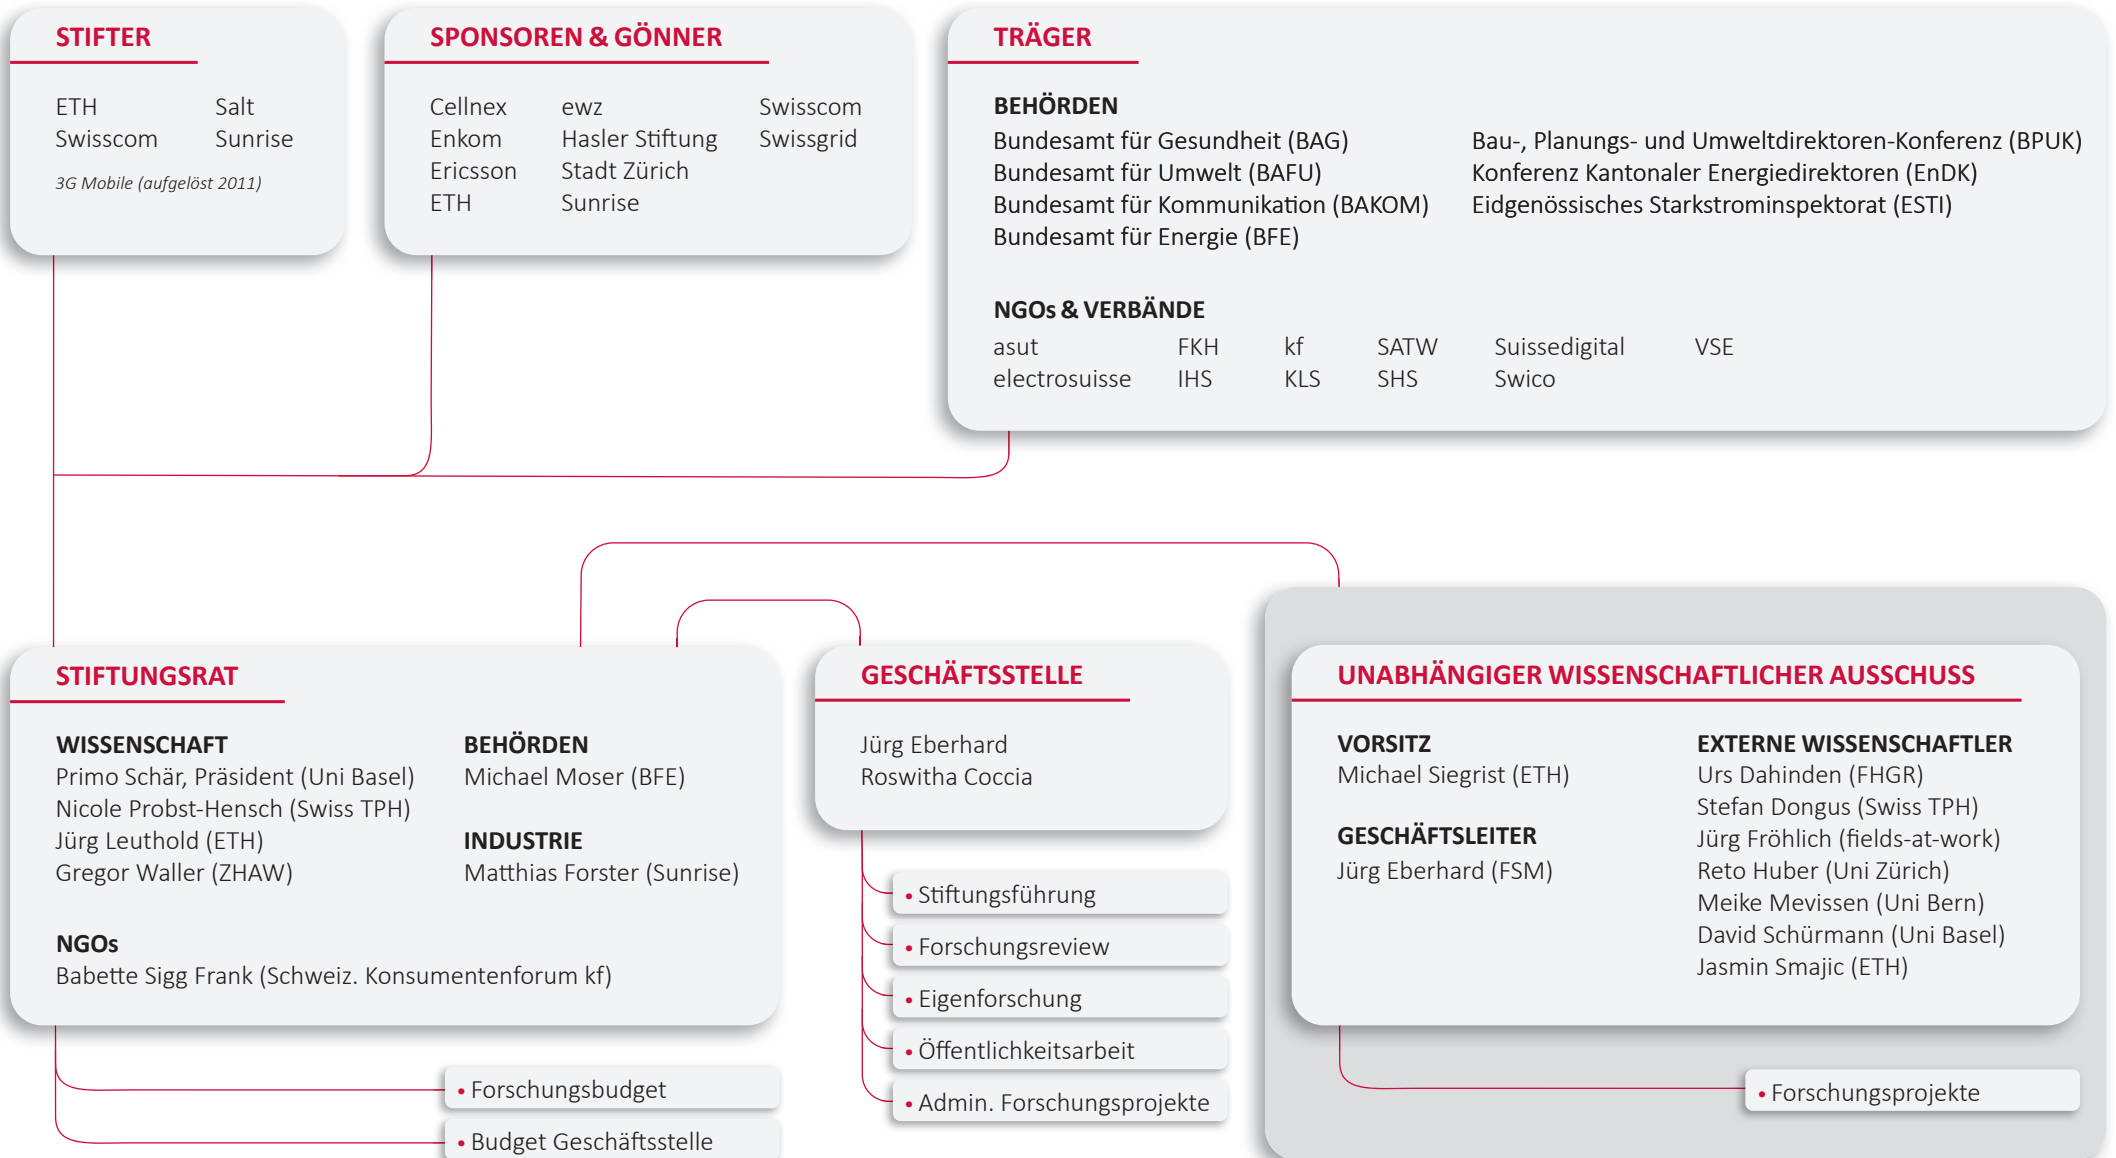 STIFTER
ETH Salt
Swisscom Sunrise
3G Mobile (aufgelöst 2011)
SPONSOREN & GÖNNER
Cellnex ewz Swisscom
Enkom Hasler Stiftung Swissgrid
Ericsson Stadt Zürich
ETH Sunrise
TRÄGER
BEHÖRDEN
Bundesamt für Gesundheit (BAG) Bau-, Planungs- und Umweltdirektoren-Konferenz (BPUK)
Bundesamt für Umwelt (BAFU) Konferenz Kantonaler Energiedirektoren (EnDK)
Bundesamt für Kommunikation (BAKOM) Eidgenössisches Starkstrominspektorat (ESTI)
Bundesamt für Energie (BFE)
NGOs & VERBÄNDE
asut FKH kf SATW Suissedigital VSE
electrosuisse IHS KLS SHS Swico
STIFTUNGSRAT
WISSENSCHAFT
Primo Schär, Präsident (Uni Basel)
Nicole Probst-Hensch (Swiss TPH)
Jürg Leuthold (ETH)
Gregor Waller (ZHAW)
BEHÖRDEN
Michael Moser (BFE)
INDUSTRIE
Matthias Forster (Sunrise)
NGOs
Babette Sigg Frank (Schweiz. Konsumentenforum kf)
• Forschungsbudget
• Budget Geschäftsstelle
GESCHÄFTSSTELLE
Jürg Eberhard
Roswitha Coccia
• Stiftungsführung
• Forschungsreview
• Eigenforschung
• Öffentlichkeitsarbeit
• Admin. Forschungsprojekte
UNABHÄNGIGER WISSENSCHAFTLICHER AUSSCHUSS
VORSITZ
Michael Siegrist (ETH)
GESCHÄFTSLEITER
Jürg Eberhard (FSM)
EXTERNE WISSENSCHAFTLER
Urs Dahinden (FHGR)
Stefan Dongus (Swiss TPH)
Jürg Fröhlich (fields-at-work)
Reto Huber (Uni Zürich)
Meike Mevissen (Uni Bern)
David Schürmann (Uni Basel)
Jasmin Smajic (ETH)
• Forschungsprojekte